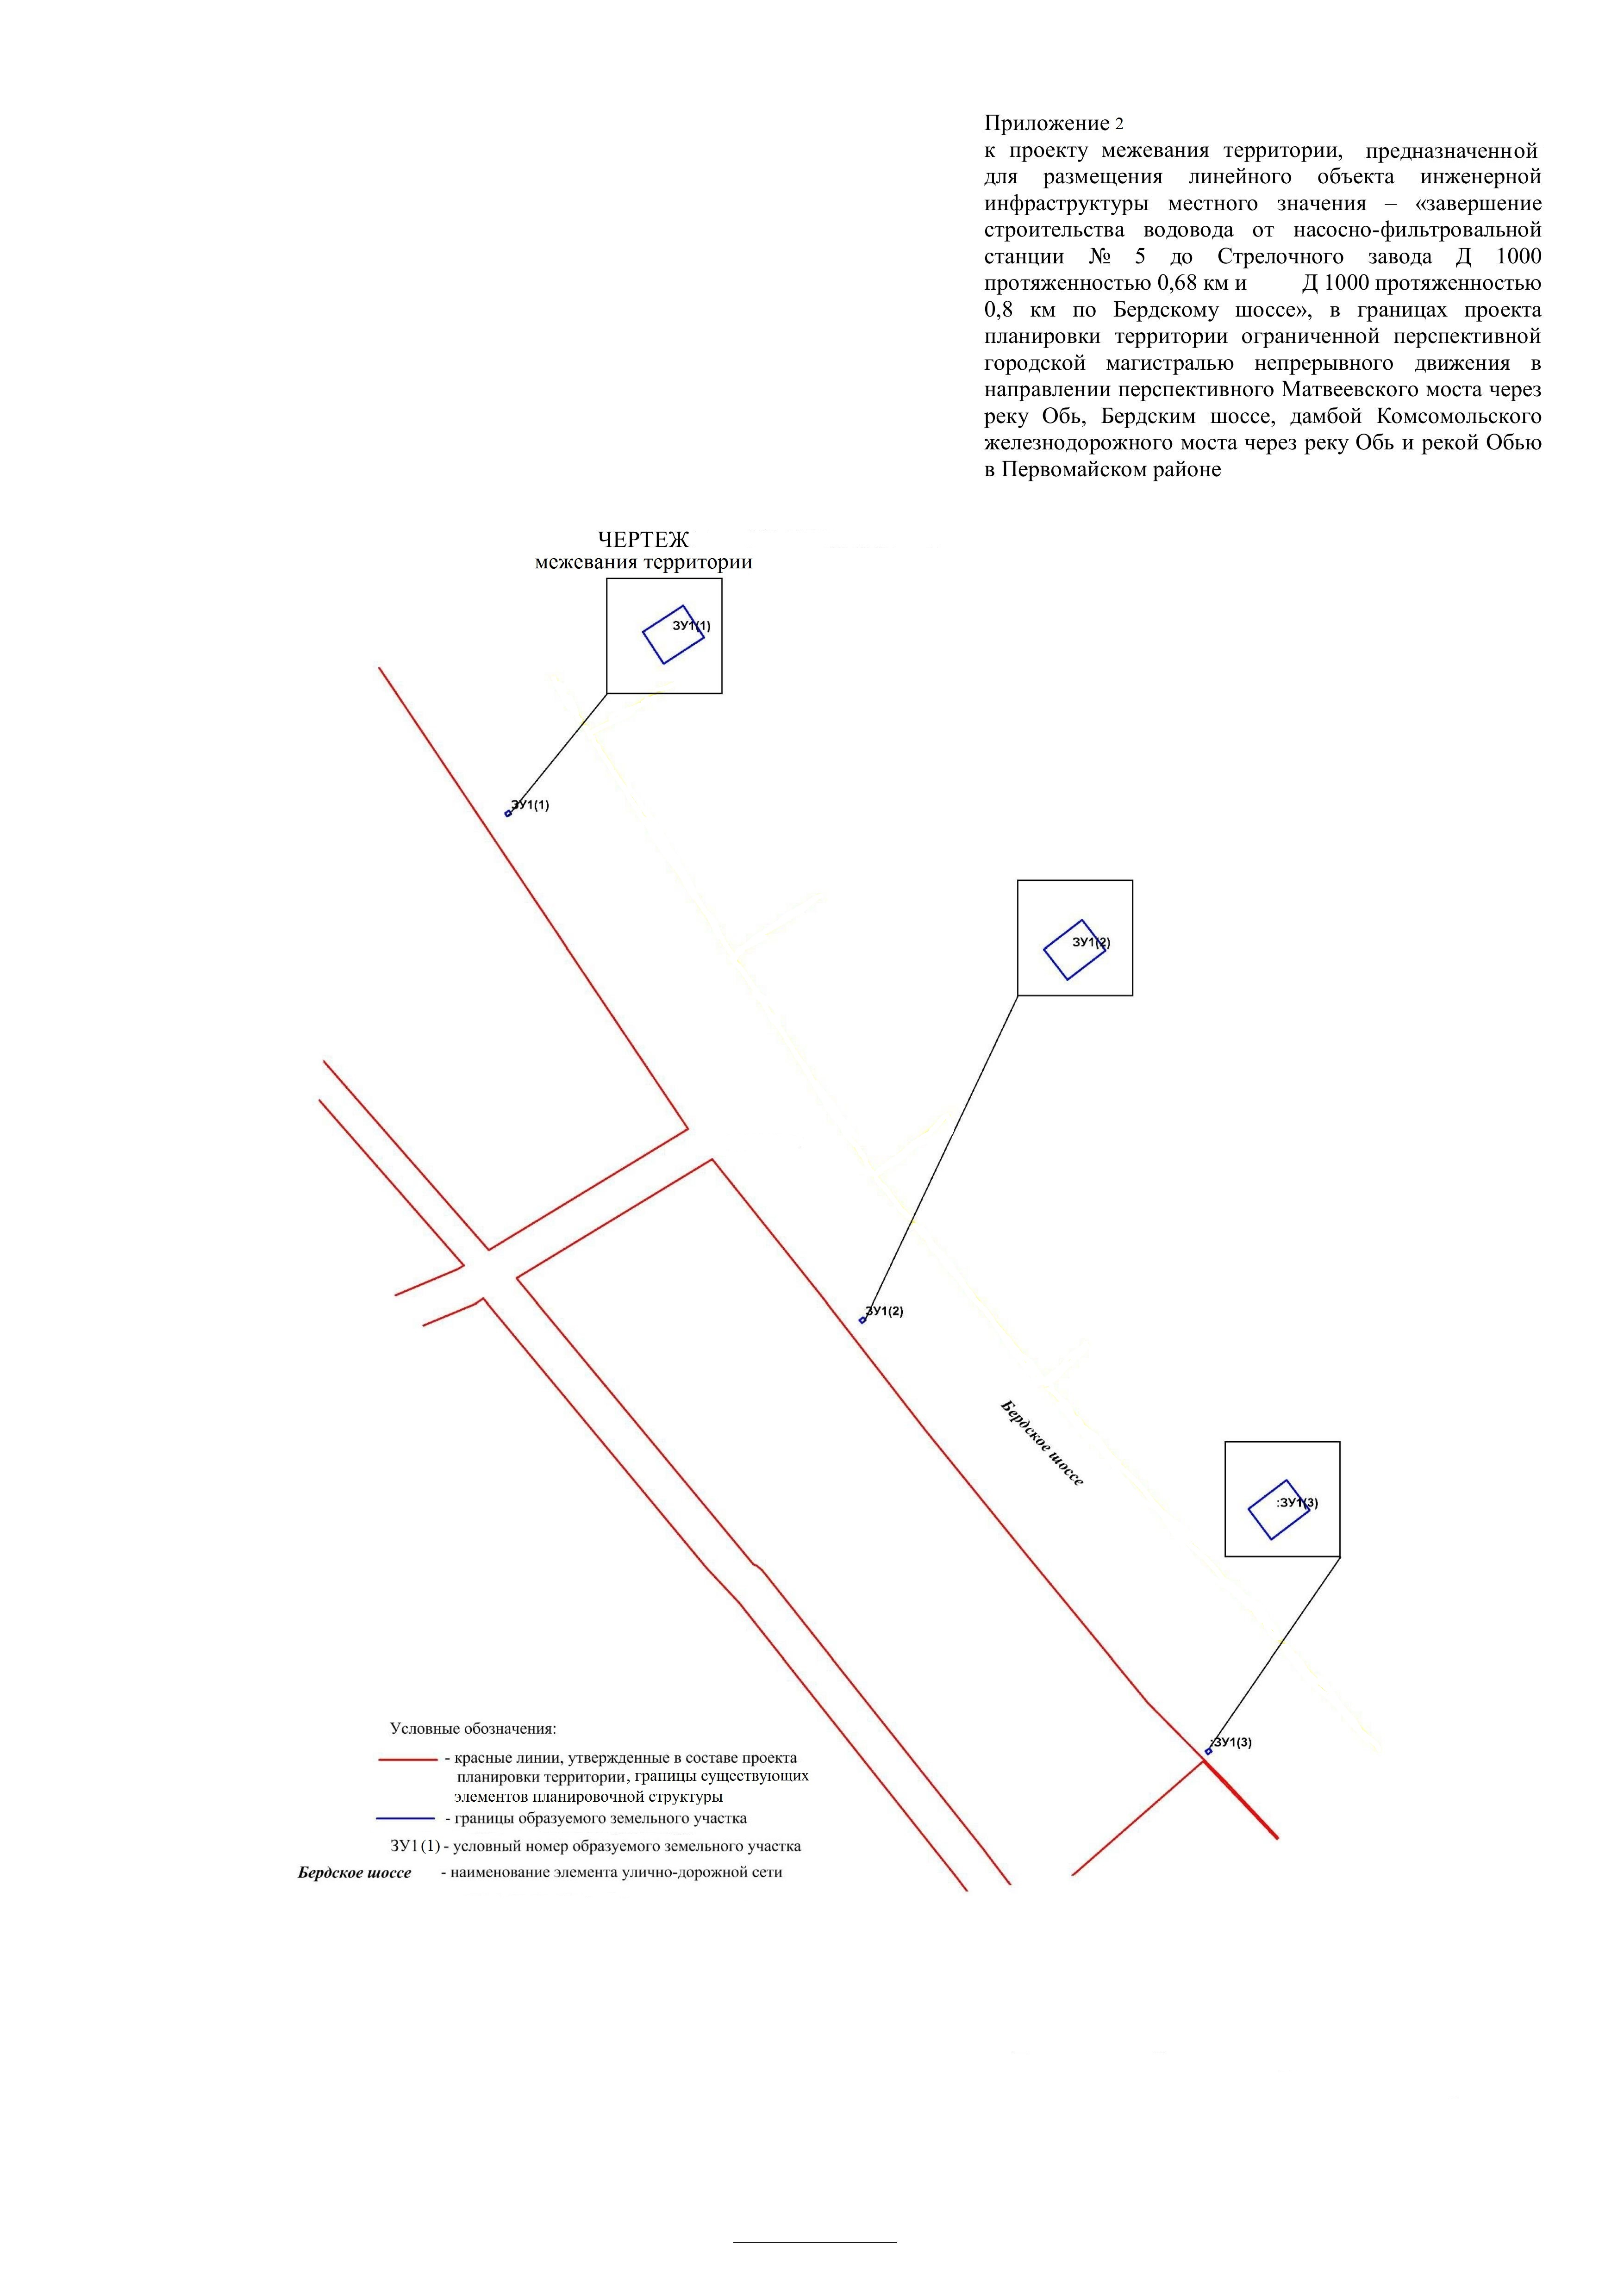 Приложение 2
к проекту межевания территории, предназначенной
для размещения линейного объекта инженерной
инфраструктуры местного значения – «завершение
строительства водовода от насосно-фильтровальной
станции № 5 до Стрелочного завода Д 1000
протяженностью 0,68 км и Д 1000 протяженностью
0,8 км по Бердскому шоссе», в границах проекта
планировки территории ограниченной перспективной
городской магистралью непрерывного движения в
направлении перспективного Матвеевского моста через
реку Обь, Бердским шоссе, дамбой Комсомольского
железнодорожного моста через реку Обь и рекой Обью
в Первомайском районе
ЧЕРТЕЖ
межевания территории
ЗУ1(1)
ЗУ1(1)
ЗУ1(2)
ЗУ1(2)
Бердское шоссе
:ЗУ1(3)
:ЗУ1(3)
Условные обозначения:
- красные линии, утвержденные в составе проекта
планировки территории, границы существующих
элементов планировочной структуры
- границы образуемого земельного участка
ЗУ1(1) - условный номер образуемого земельного участка
Бердское шоссе - наименование элемента улично-дорожной сети